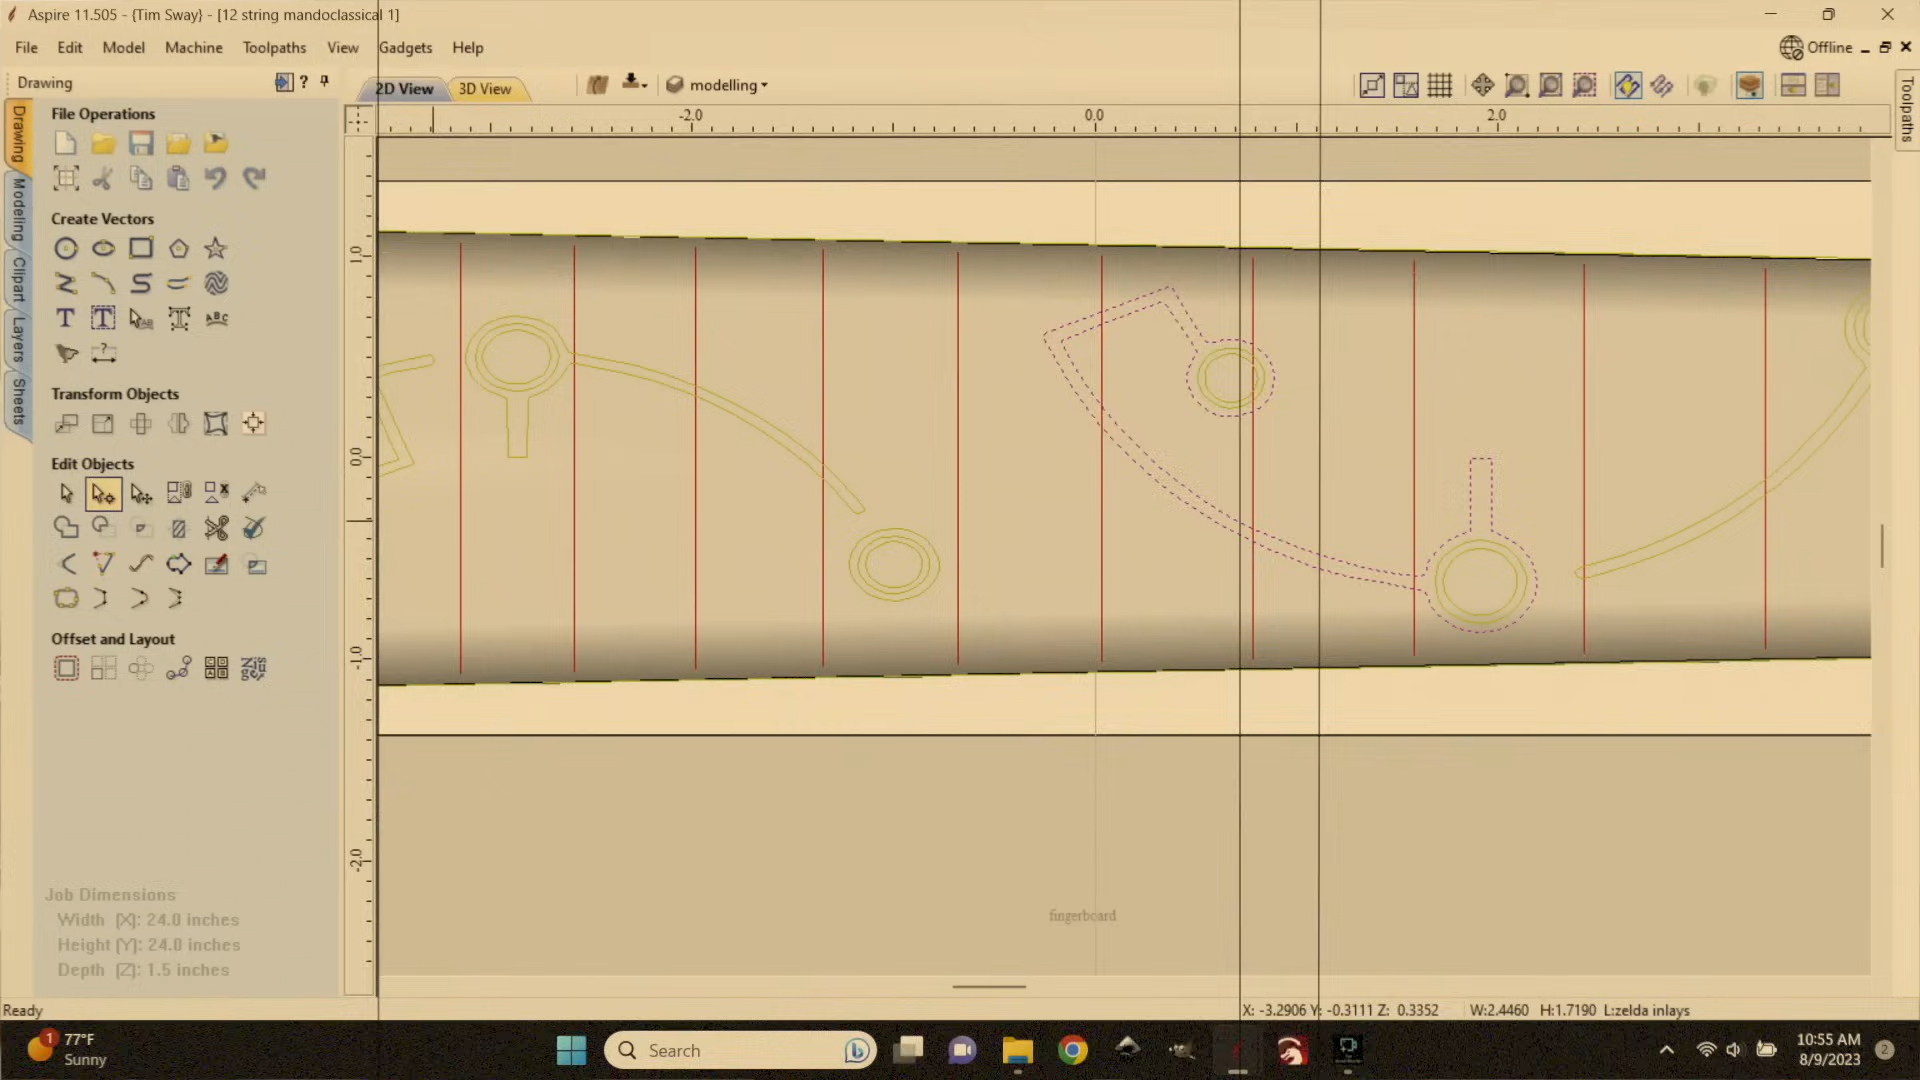 Aspire 11.505 - {Tim Sway} - [12 string mandoclassical 1]
File Edit Model Machine Toolpaths View Gadgets Help
Offline
Drawing
2D View 3D View modelling
Toolpaths
Drawing
Modeling
Clipart
Layers
Sheets
File Operations
Create Vectors
Transform Objects
Edit Objects
Offset and Layout
-2.0 0.0 2.0
1.0
0.0
-1.0
-2.0
fingerboard
Job Dimensions
Width (X): 24.0 inches
Height (Y): 24.0 inches
Depth (Z): 1.5 inches
Ready
X: -3.2906 Y: -0.3111 Z: 0.3352 W:2.4460 H:1.7190 L:zelda inlays
1
77°F
Sunny
Search
10:55 AM
8/9/2023
2